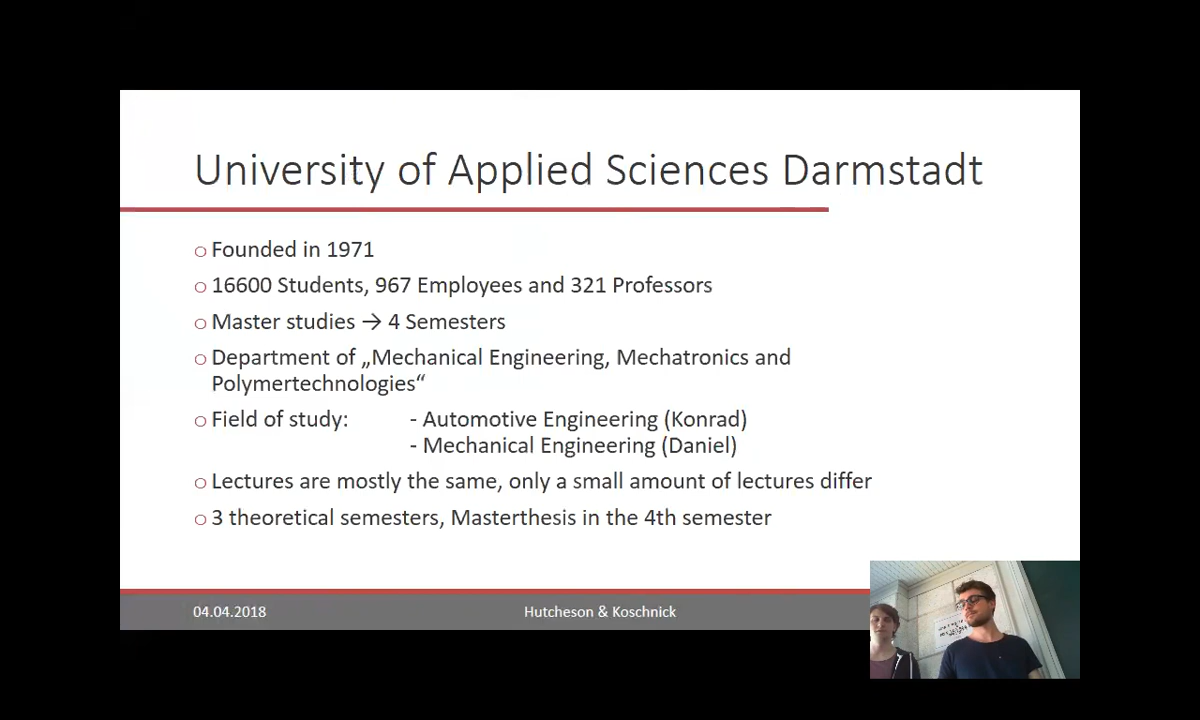 University of Applied Sciences Darmstadt
o Founded in 1971
o 16600 Students, 967 Employees and 321 Professors
o Master studies → 4 Semesters
o Department of „Mechanical Engineering, Mechatronics and
Polymertechnologies“
o Field of study: - Automotive Engineering (Konrad)
- Mechanical Engineering (Daniel)
o Lectures are mostly the same, only a small amount of lectures differ
o 3 theoretical semesters, Masterthesis in the 4th semester
04.04.2018 Hutcheson & Koschnick